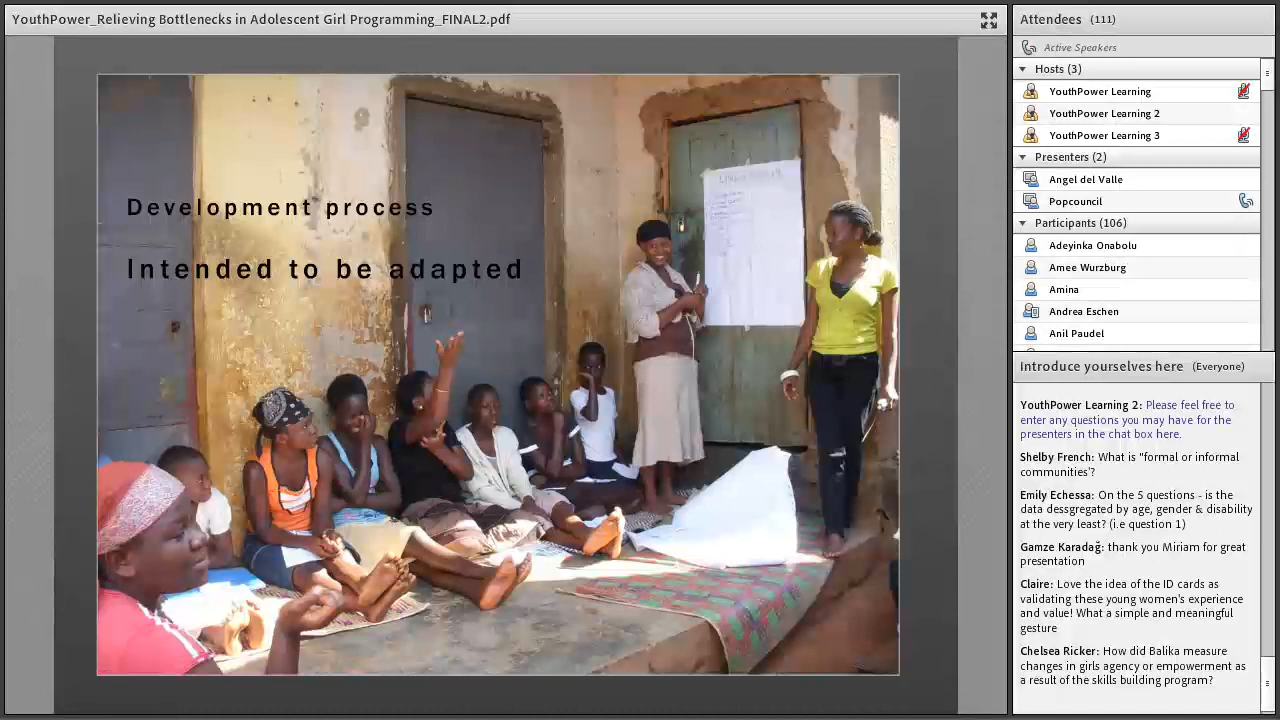 YouthPower_Relieving Bottlenecks in Adolescent Girl Programming_FINAL2.pdf
Development process
Intended to be adapted
Attendees (111)
Active Speakers
Hosts (3)
YouthPower Learning
YouthPower Learning 2
YouthPower Learning 3
Presenters (2)
Angel del Valle
Popcouncil
Participants (106)
Adeyinka Onabolu
Amee Wurzburg
Amina
Andrea Eschen
Anil Paudel
Introduce yourselves here (Everyone)
YouthPower Learning 2: Please feel free to
enter any questions you may have for the
presenters in the chat box here.
Shelby French: What is "formal or informal
communities'?
Emily Echessa: On the 5 questions - is the
data desgregated by age, gender & disability
at the very least? (i.e question 1)
Gamze Karadağ: thank you Miriam for great
presentation
Claire: Love the idea of the ID cards as
validating these young women's experience
and value! What a simple and meaningful
gesture
Chelsea Ricker: How did Balika measure
changes in girls agency or empowerment as
a result of the skills building program?